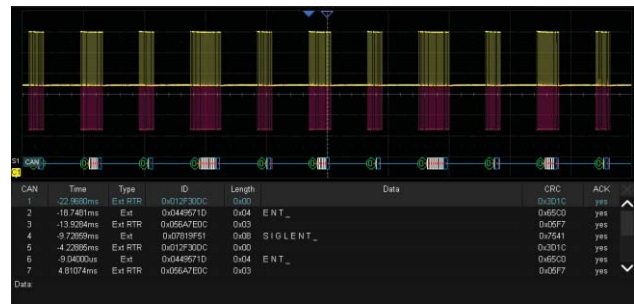 S1 CAN
C1
CAN Time Type ID Length Data CRC ACK
1 -22.9680ms Ext RTR 0x012F30DC 0x00 0x3D1C yes
2 -18.7481ms Ext 0x0449571D 0x04 ENT_ 0x65C0 yes
3 -13.9284ms Ext RTR 0x056A7E0C 0x03 0x05F7 yes
4 -9.72859ms Ext 0x07819F51 0x08 SIGLENT_ 0x7541 yes
5 -4.22885ms Ext RTR 0x012F30DC 0x00 0x3D1C yes
6 -9.04000us Ext 0x0449571D 0x04 ENT_ 0x65C0 yes
7 4.81074ms Ext RTR 0x056A7E0C 0x03 0x05F7 yes
Data: